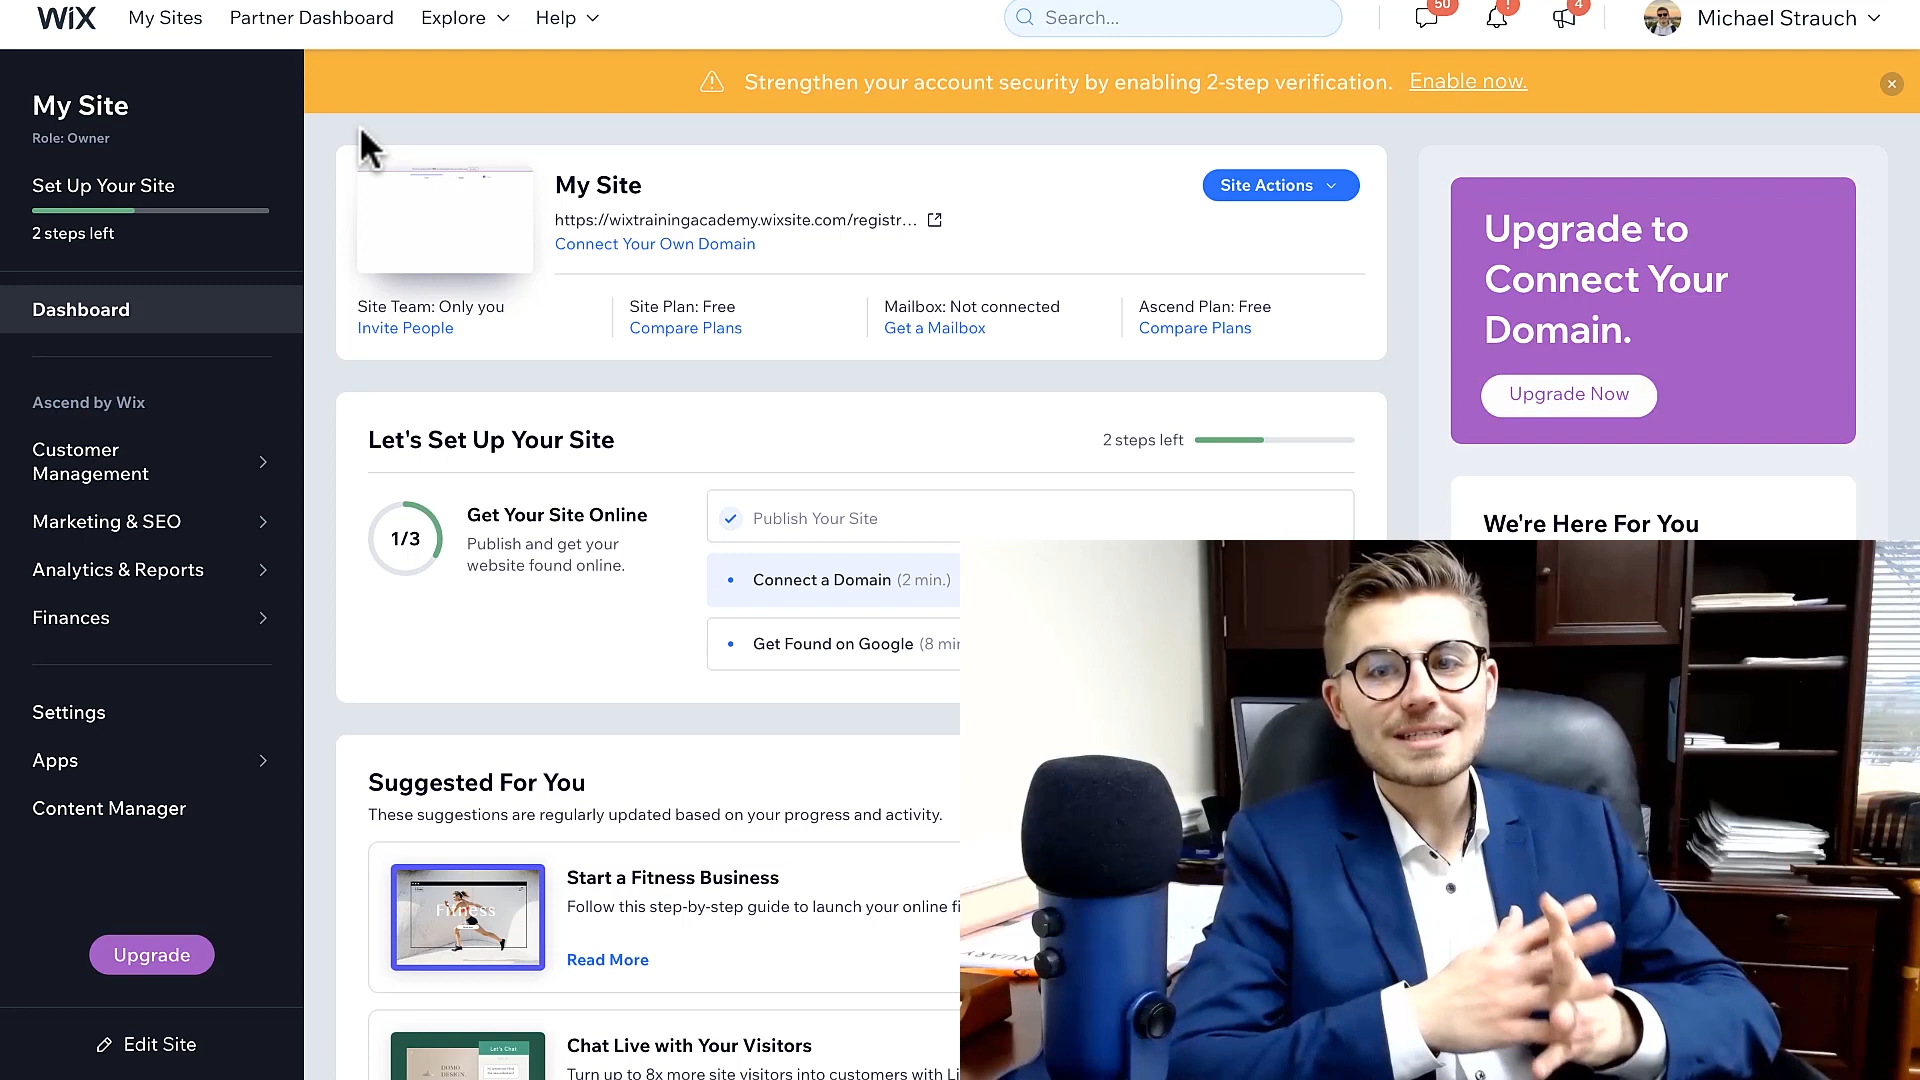 WiX
My Sites
Partner Dashboard
Explore
Help
Search...
50
!
4
Michael Strauch
My Site
Role: Owner
Set Up Your Site
2 steps left
Dashboard
Ascend by Wix
Customer
Management
Marketing & SEO
Analytics & Reports
Finances
Settings
Apps
Content Manager
Upgrade
Edit Site
Strengthen your account security by enabling 2-step verification. Enable now.
My Site
Site Actions
https://wixtrainingacademy.wixsite.com/registr...
Connect Your Own Domain
Site Team: Only you
Invite People
Site Plan: Free
Compare Plans
Mailbox: Not connected
Get a Mailbox
Ascend Plan: Free
Compare Plans
Let's Set Up Your Site
2 steps left
1/3
Get Your Site Online
Publish and get your
website found online.
Publish Your Site
Connect a Domain (2 min.)
Get Found on Google (8 min
Suggested For You
These suggestions are regularly updated based on your progress and activity.
Fitness
Start a Fitness Business
Follow this step-by-step guide to launch your online fi
Read More
Let's Chat
DOMO
DESIGN
Chat Live with Your Visitors
Turn up to 8x more site visitors into customers with Li
Upgrade to
Connect Your
Domain.
Upgrade Now
We're Here For You